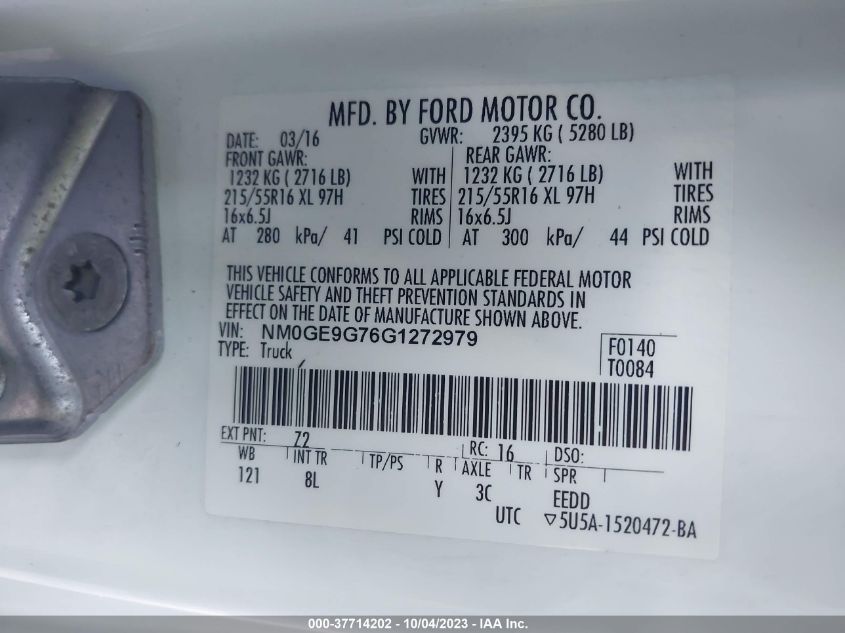 MFD. BY FORD MOTOR CO.
DATE: 03/16 GVWR: 2395 KG ( 5280 LB)
FRONT GAWR: REAR GAWR:
1232 KG ( 2716 LB) WITH 1232 KG ( 2716 LB) WITH
215/55R16 XL 97H TIRES 215/55R16 XL 97H TIRES
16x6.5J RIMS 16x6.5J RIMS
AT 280 kPa/ 41 PSI COLD AT 300 kPa/ 44 PSI COLD
THIS VEHICLE CONFORMS TO ALL APPLICABLE FEDERAL MOTOR
VEHICLE SAFETY AND THEFT PREVENTION STANDARDS IN
EFFECT ON THE DATE OF MANUFACTURE SHOWN ABOVE.
VIN: NM0GE9G76G1272979
TYPE: Truck
F0140
T0084
EXT PNT: Z2 RC: 16 DSO:
WB INT TR TP/PS R AXLE TR SPR
121 8L Y 3C EEDD
UTC ▽5U5A-1520472-BA
000-37714202 - 10/04/2023 - IAA Inc.